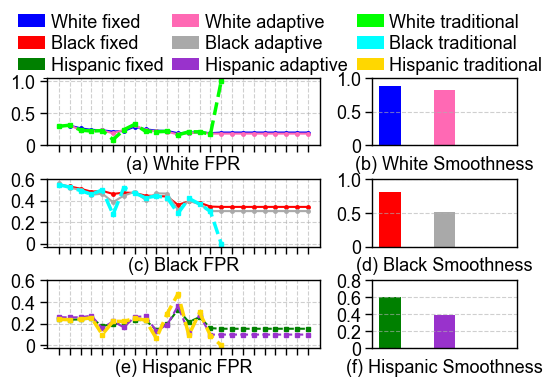 White fixed White adaptive White traditional
Black fixed Black adaptive Black traditional
Hispanic fixed Hispanic adaptive Hispanic traditional
1.0 1.0
0.5 0.5
0 0
(a) White FPR (b) White Smoothness
0.6 1.0
0.4
0.2 0.5
0 0
(c) Black FPR (d) Black Smoothness
0.6 0.8
0.4 0.6
0.4
0.2 0.2
0 0
(e) Hispanic FPR (f) Hispanic Smoothness